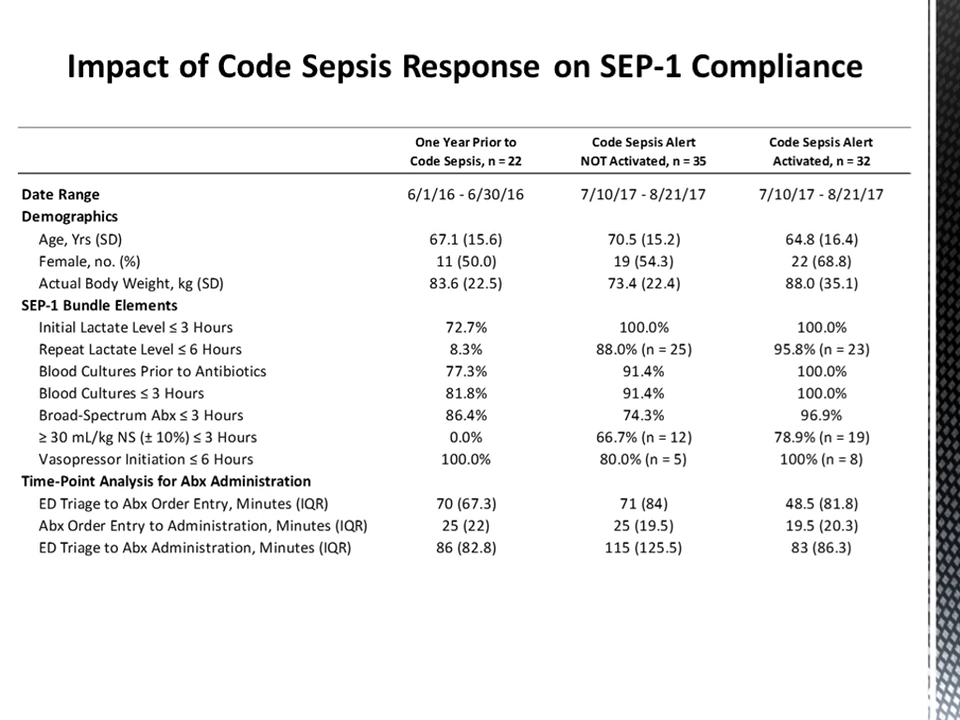 Impact of Code Sepsis Response on SEP-1 Compliance
One Year Prior to Code Sepsis, n = 22 Code Sepsis Alert NOT Activated, n = 35 Code Sepsis Alert Activated, n = 32
Date Range 6/1/16 - 6/30/16 7/10/17 - 8/21/17 7/10/17 - 8/21/17
Demographics
Age, Yrs (SD) 67.1 (15.6) 70.5 (15.2) 64.8 (16.4)
Female, no. (%) 11 (50.0) 19 (54.3) 22 (68.8)
Actual Body Weight, kg (SD) 83.6 (22.5) 73.4 (22.4) 88.0 (35.1)
SEP-1 Bundle Elements
Initial Lactate Level ≤ 3 Hours 72.7% 100.0% 100.0%
Repeat Lactate Level ≤ 6 Hours 8.3% 88.0% (n = 25) 95.8% (n = 23)
Blood Cultures Prior to Antibiotics 77.3% 91.4% 100.0%
Blood Cultures ≤ 3 Hours 81.8% 91.4% 100.0%
Broad-Spectrum Abx ≤ 3 Hours 86.4% 74.3% 96.9%
≥ 30 mL/kg NS (± 10%) ≤ 3 Hours 0.0% 66.7% (n = 12) 78.9% (n = 19)
Vasopressor Initiation ≤ 6 Hours 100.0% 80.0% (n = 5) 100% (n = 8)
Time-Point Analysis for Abx Administration
ED Triage to Abx Order Entry, Minutes (IQR) 70 (67.3) 71 (84) 48.5 (81.8)
Abx Order Entry to Administration, Minutes (IQR) 25 (22) 25 (19.5) 19.5 (20.3)
ED Triage to Abx Administration, Minutes (IQR) 86 (82.8) 115 (125.5) 83 (86.3)